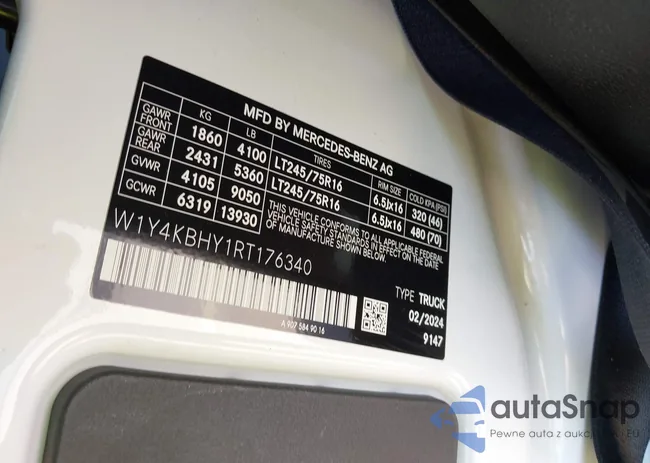 MFD BY MERCEDES-BENZ AG
KG LB TIRES RIM SIZE COLD KPA (PSI)
GAWR FRONT 1860 4100 LT245/75R16 6.5Jx16 320 (46)
GAWR REAR 2431 5360 LT245/75R16 6.5Jx16 480 (70)
GVWR 4105 9050
GCWR 6319 13930
THIS VEHICLE CONFORMS TO ALL APPLICABLE
FEDERAL MOTOR VEHICLE SAFETY
STANDARDS IN EFFECT ON THE DATE
OF MANUFACTURE SHOWN ABOVE.
W1Y4KBHY1RT176340
TYPE TRUCK
02/2024
9147
A 907 584 90 16
autaSnap
Pewne auta z aukcji EU